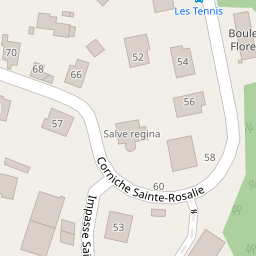 Les Tennis
Boule
Flore
70
68
66
52
54
56
57
Salve regina
58
Corniche Sainte-Rosalie
60
Impasse Sai
53